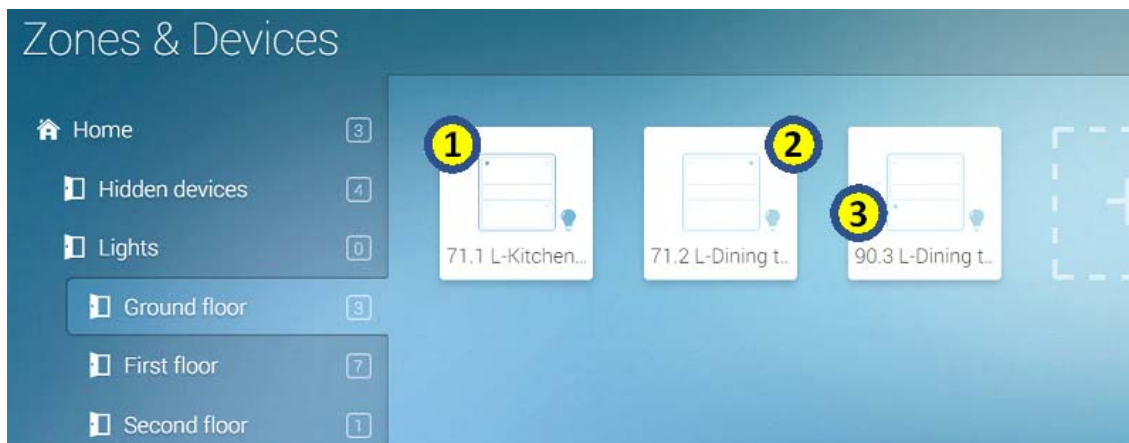 Zones & Devices
Home 3
Hidden devices 4
Lights 0
Ground floor 3
First floor 7
Second floor 1
1
2
3
71.1 L-Kitchen...
71.2 L-Dining t..
90.3 L-Dining t..